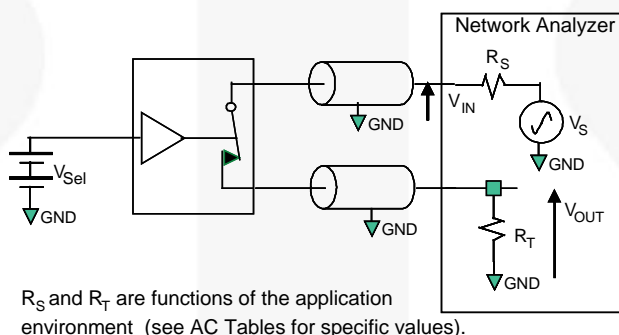 Network Analyzer
R_S
V_IN
GND
V_S
GND
V_Sel
GND
GND
V_OUT
R_T
GND
R_S and R_T are functions of the application
environment (see AC Tables for specific values).